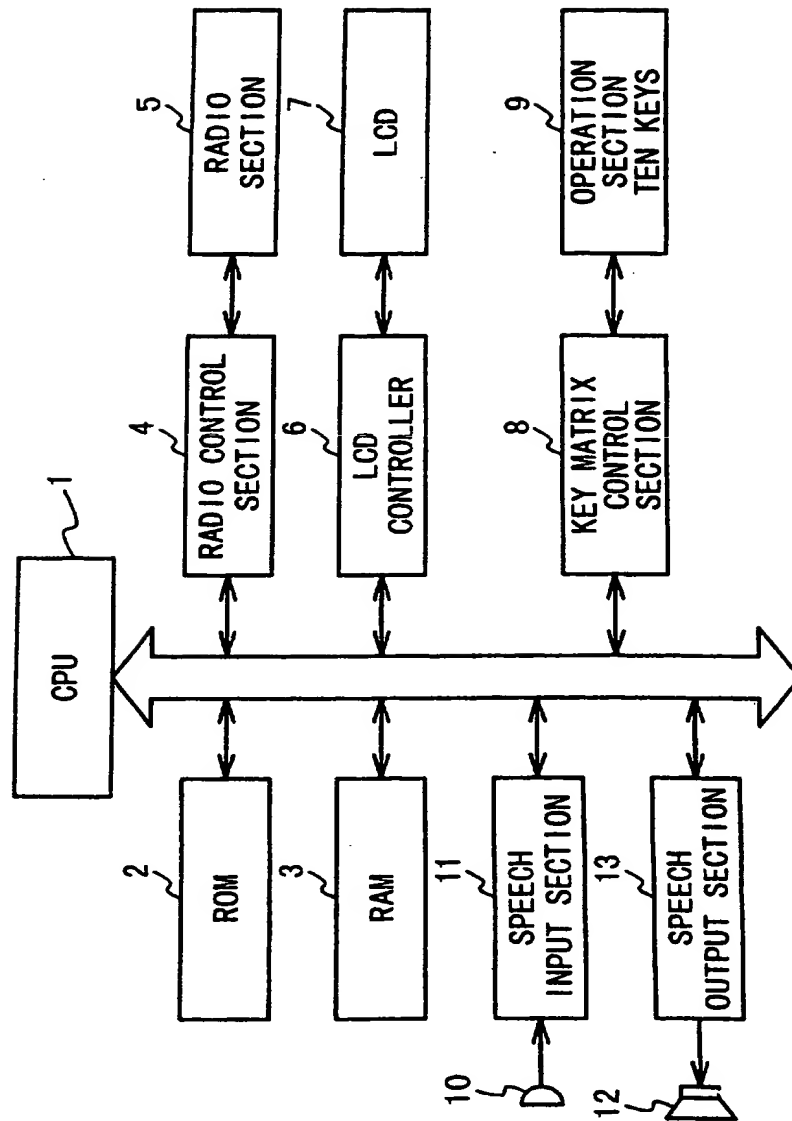 1
CPU
2
ROM
3
RAM
11
SPEECH
INPUT SECTION
10
13
SPEECH
OUTPUT SECTION
12
4
RADIO CONTROL
SECTION
5
RADIO
SECTION
6
LCD
CONTROLLER
7
LCD
8
KEY MATRIX
CONTROL
SECTION
9
OPERATION
SECTION
TEN KEYS